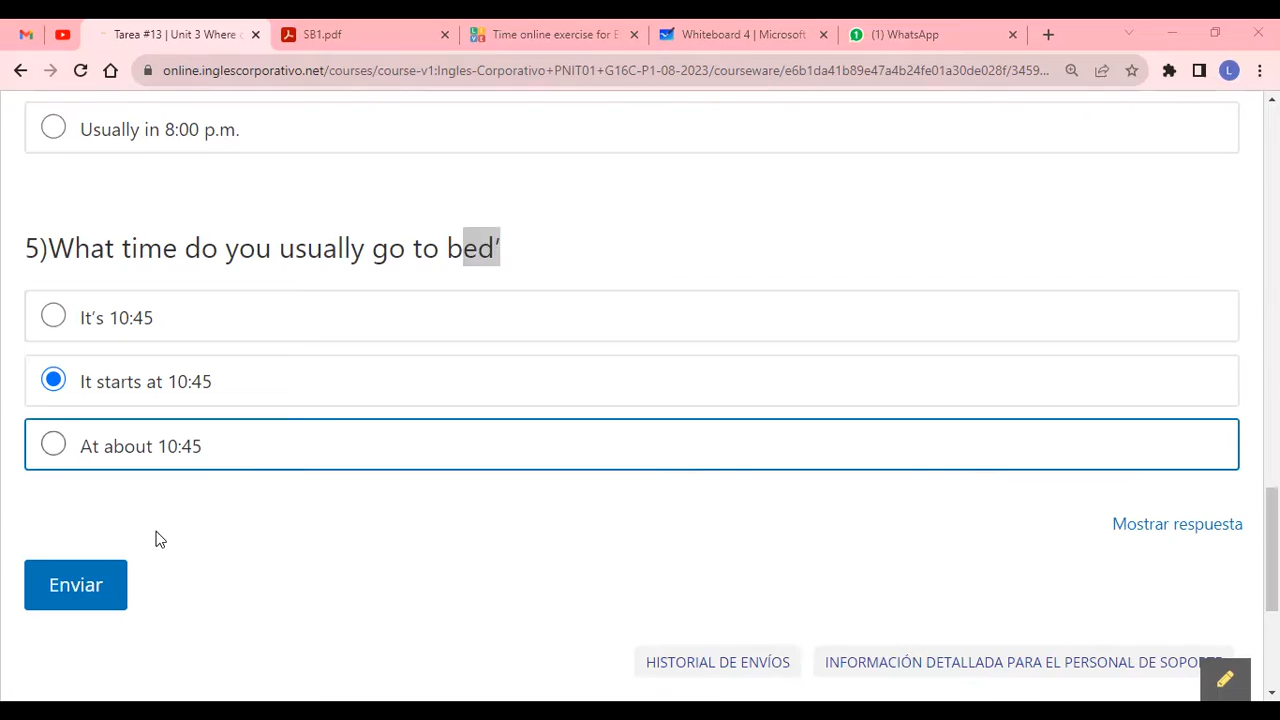 Tarea #13 | Unit 3 Where
SB1.pdf
Time online exercise for E
Whiteboard 4 | Microsoft
(1) WhatsApp
online.inglescorporativo.net/courses/course-v1:Ingles-Corporativo+PNIT01+G16C-P1-08-2023/courseware/e6b1da41b89e47a4b24fe01a30de028f/3459...
L
Usually in 8:00 p.m.
5)What time do you usually go to bed’
It’s 10:45
It starts at 10:45
At about 10:45
Mostrar respuesta
Enviar
HISTORIAL DE ENVÍOS
INFORMACIÓN DETALLADA PARA EL PERSONAL DE SOPORTE